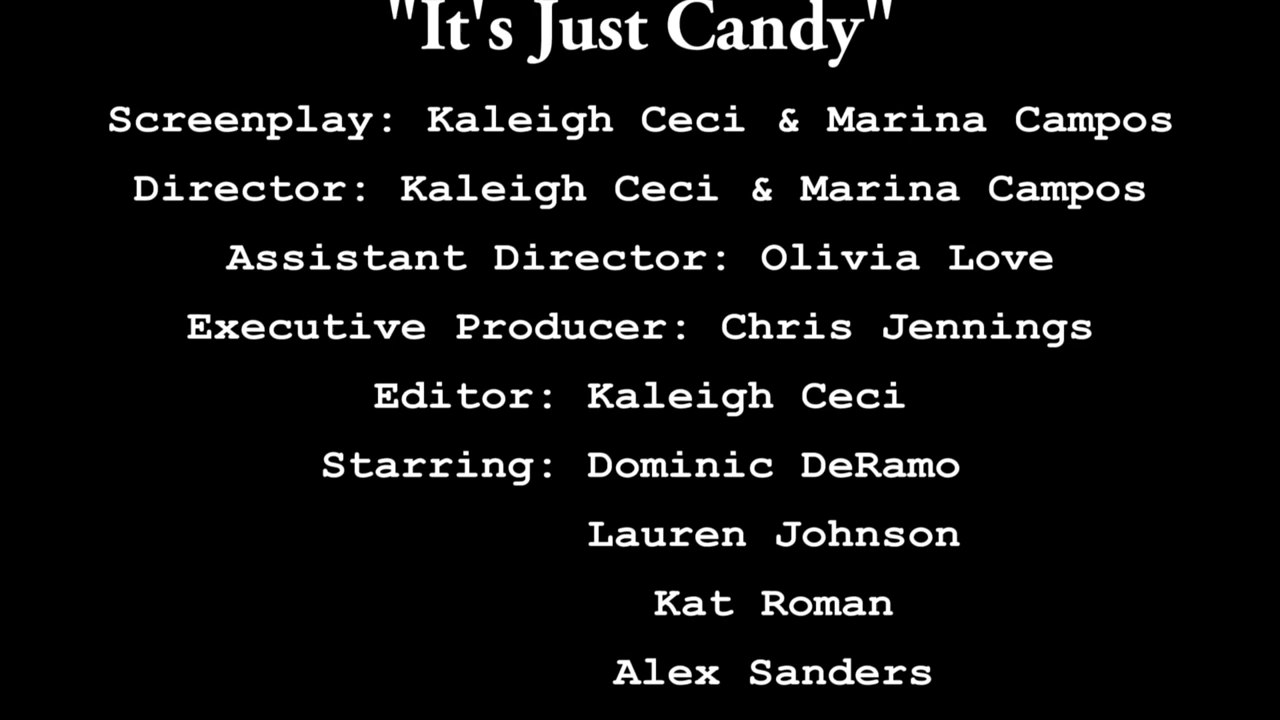 "It's Just Candy"
Screenplay: Kaleigh Ceci & Marina Campos
Director: Kaleigh Ceci & Marina Campos
Assistant Director: Olivia Love
Executive Producer: Chris Jennings
Editor: Kaleigh Ceci
Starring: Dominic DeRamo
Lauren Johnson
Kat Roman
Alex Sanders